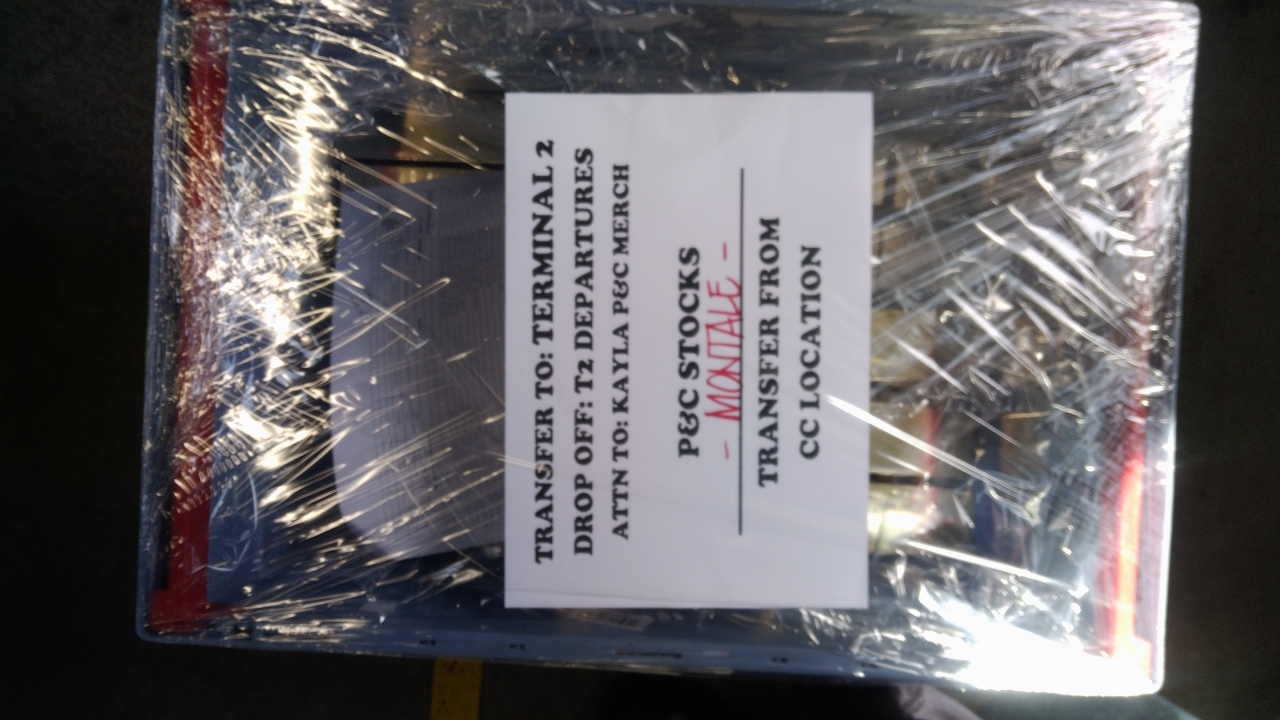 TRANSFER TO: TERMINAL 2
DROP OFF: T2 DEPARTURES
ATTN TO: KAYLA P&C MERCH
P&C STOCKS
- MONTALE -
TRANSFER FROM
CC LOCATION